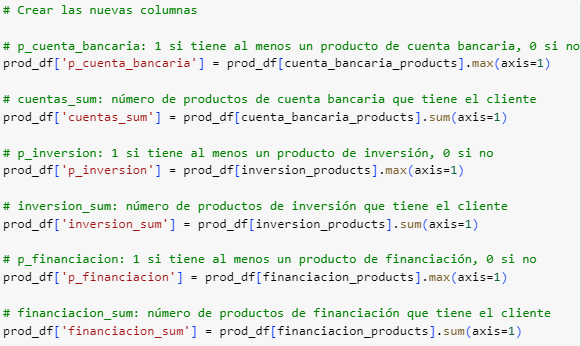 # Crear las nuevas columnas
# p_cuenta_bancaria: 1 si tiene al menos un producto de cuenta bancaria, 0 si no
prod_df['p_cuenta_bancaria'] = prod_df[cuenta_bancaria_products].max(axis=1)
# cuentas_sum: número de productos de cuenta bancaria que tiene el cliente
prod_df['cuentas_sum'] = prod_df[cuenta_bancaria_products].sum(axis=1)
# p_inversion: 1 si tiene al menos un producto de inversión, 0 si no
prod_df['p_inversion'] = prod_df[inversion_products].max(axis=1)
# inversion_sum: número de productos de inversión que tiene el cliente
prod_df['inversion_sum'] = prod_df[inversion_products].sum(axis=1)
# p_financiacion: 1 si tiene al menos un producto de financiación, 0 si no
prod_df['p_financiacion'] = prod_df[financiacion_products].max(axis=1)
# financiacion_sum: número de productos de financiación que tiene el cliente
prod_df['financiacion_sum'] = prod_df[financiacion_products].sum(axis=1)